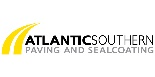 ATLANTICSOUTHERN
PAVING AND SEALCOATING